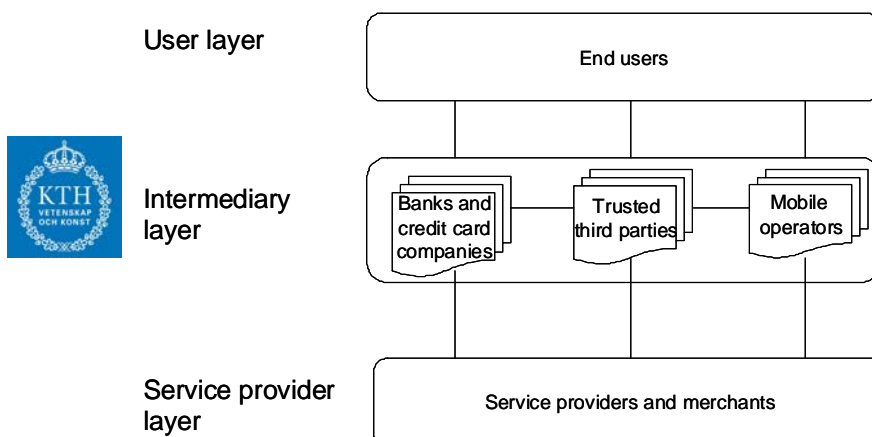 User layer
End users
KTH
VETENSKAP
OCH KONST
Intermediary
layer
Banks and
credit card
companies
Trusted
third parties
Mobile
operators
Service provider
layer
Service providers and merchants